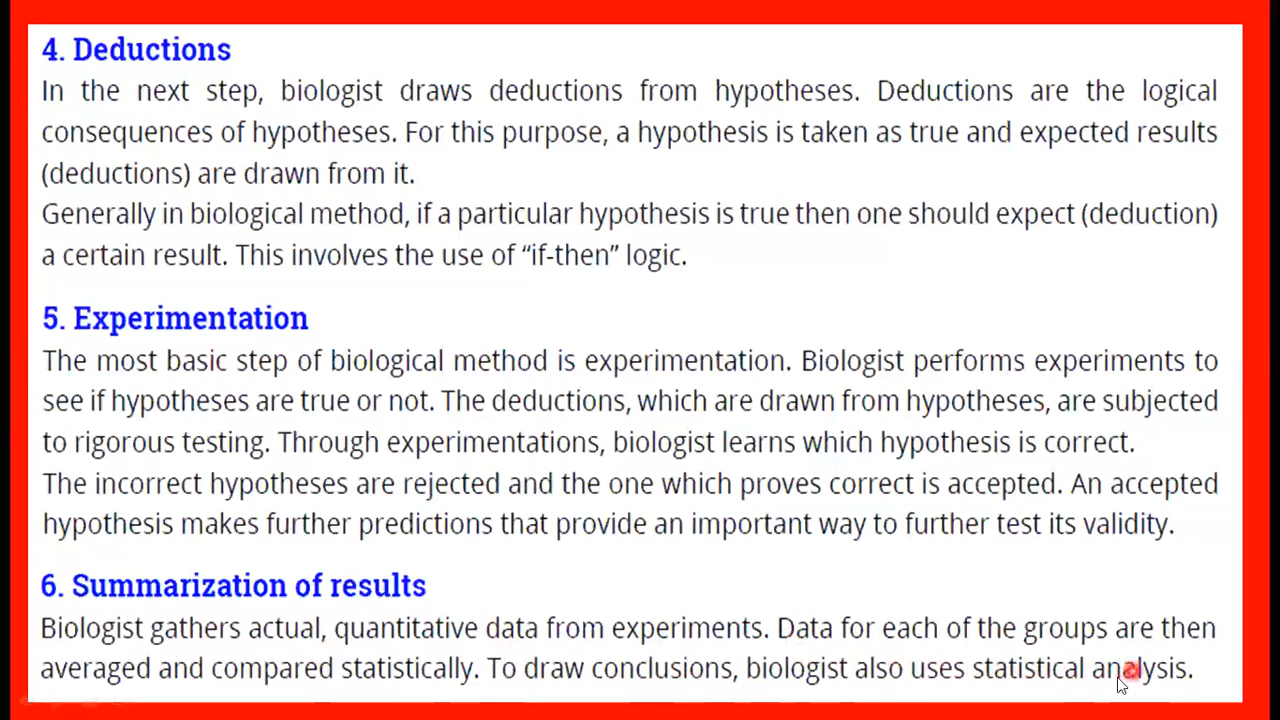 4. Deductions
In the next step, biologist draws deductions from hypotheses. Deductions are the logical
consequences of hypotheses. For this purpose, a hypothesis is taken as true and expected results
(deductions) are drawn from it.
Generally in biological method, if a particular hypothesis is true then one should expect (deduction)
a certain result. This involves the use of “if-then” logic.
5. Experimentation
The most basic step of biological method is experimentation. Biologist performs experiments to
see if hypotheses are true or not. The deductions, which are drawn from hypotheses, are subjected
to rigorous testing. Through experimentations, biologist learns which hypothesis is correct.
The incorrect hypotheses are rejected and the one which proves correct is accepted. An accepted
hypothesis makes further predictions that provide an important way to further test its validity.
6. Summarization of results
Biologist gathers actual, quantitative data from experiments. Data for each of the groups are then
averaged and compared statistically. To draw conclusions, biologist also uses statistical analysis.